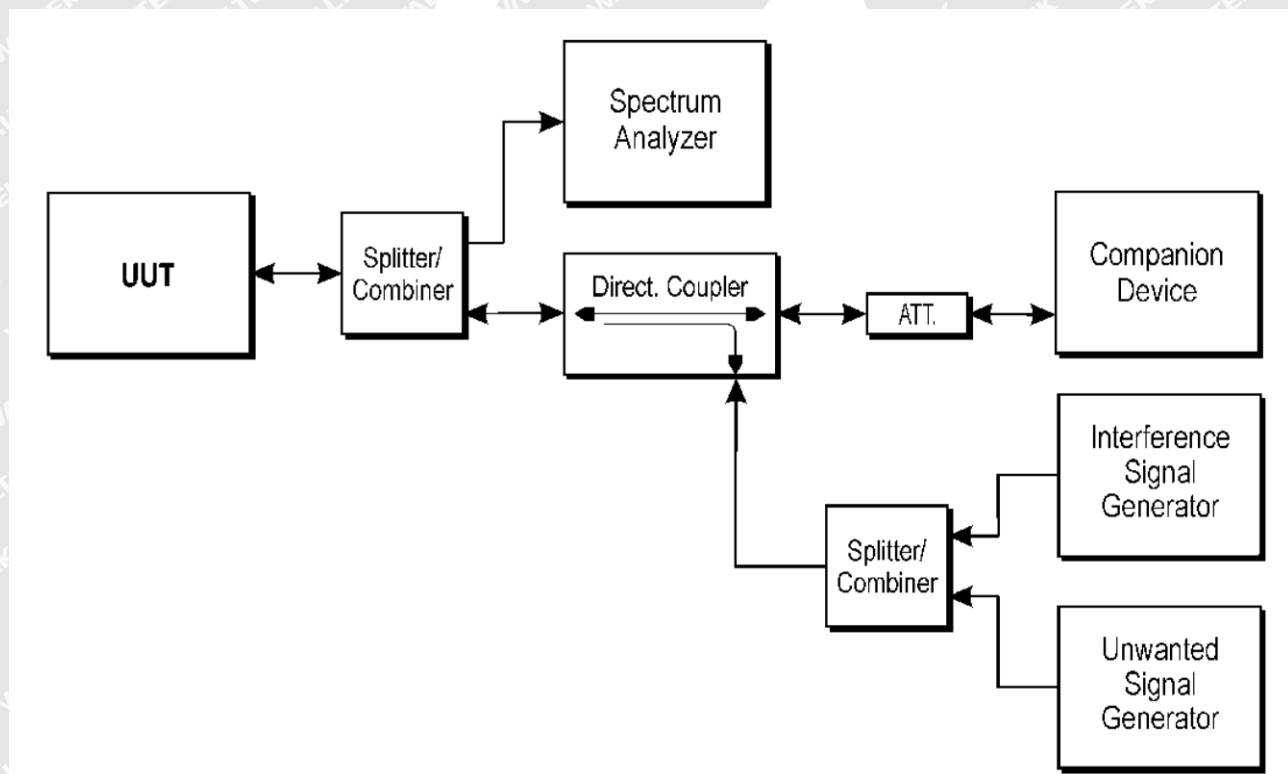 Spectrum
Analyzer
UUT
Splitter/
Combiner
Direct. Coupler
ATT.
Companion
Device
Interference
Signal
Generator
Splitter/
Combiner
Unwanted
Signal
Generator